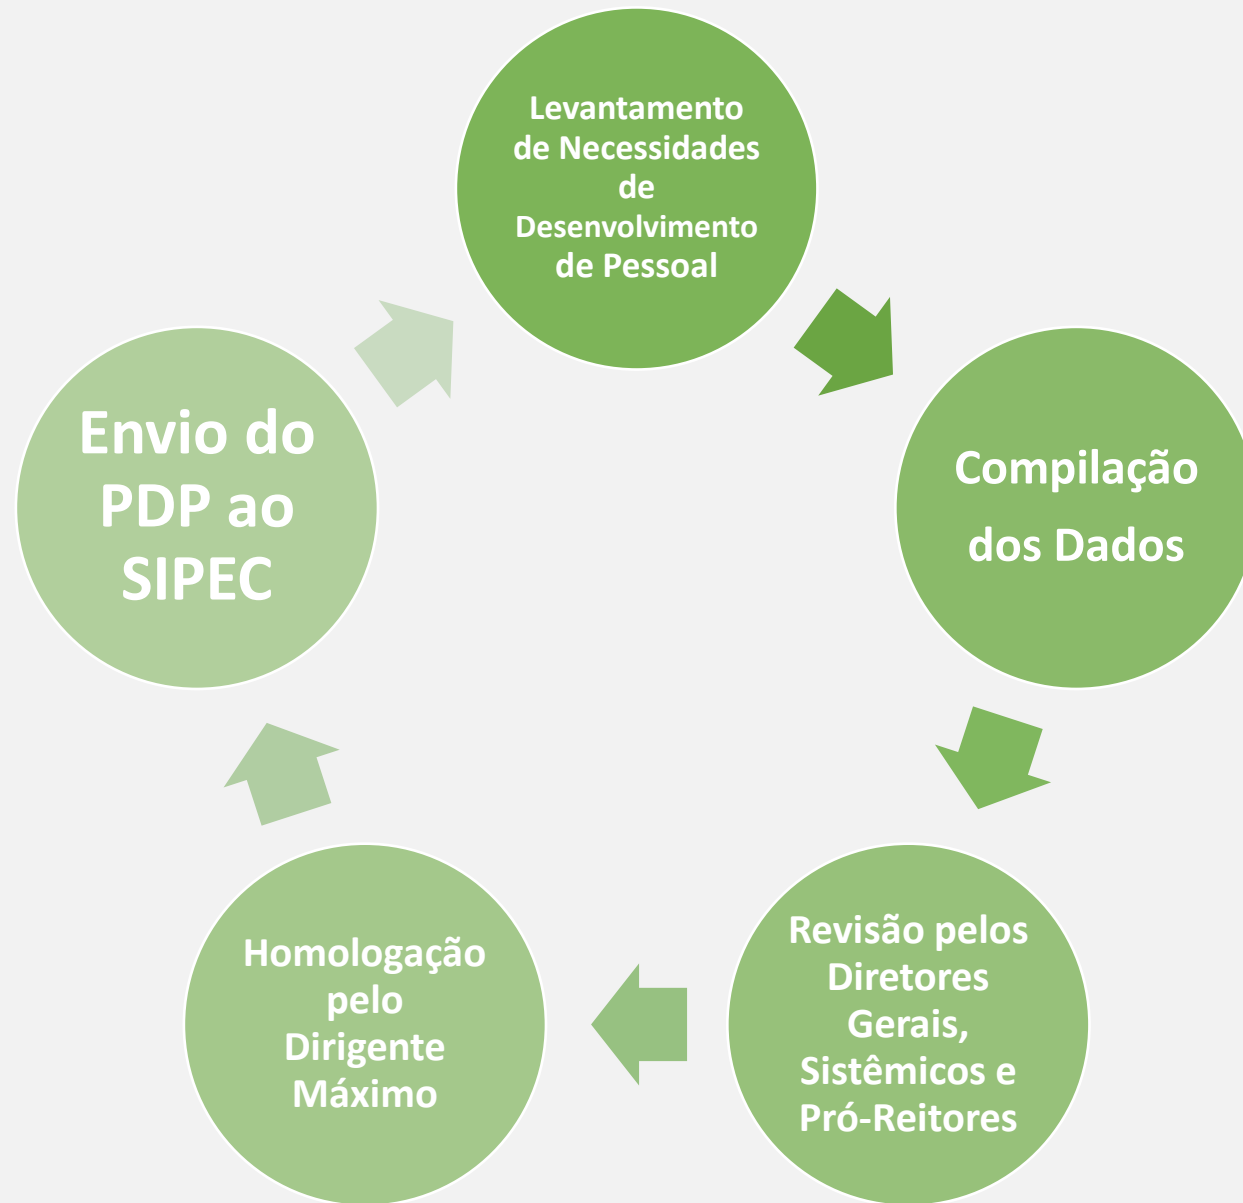 Levantamento
de Necessidades
de
Desenvolvimento
de Pessoal
Compilação
dos Dados
Revisão pelos
Diretores
Gerais,
Sistêmicos e
Pró-Reitores
Homologação
pelo
Dirigente
Máximo
Envio do
PDP ao
SIPEC